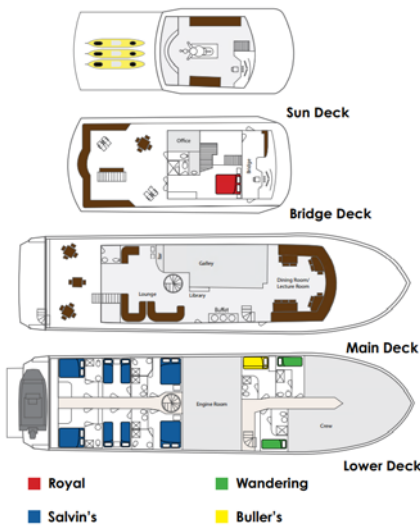 Sun Deck
Office
Bridge
Bridge Deck
Bar
Galley
Dining Room/
Lecture Room
Lounge
Library
Buffet
Main Deck
Engine Room
Crew
Lower Deck
Royal
Wandering
Salvin's
Buller's